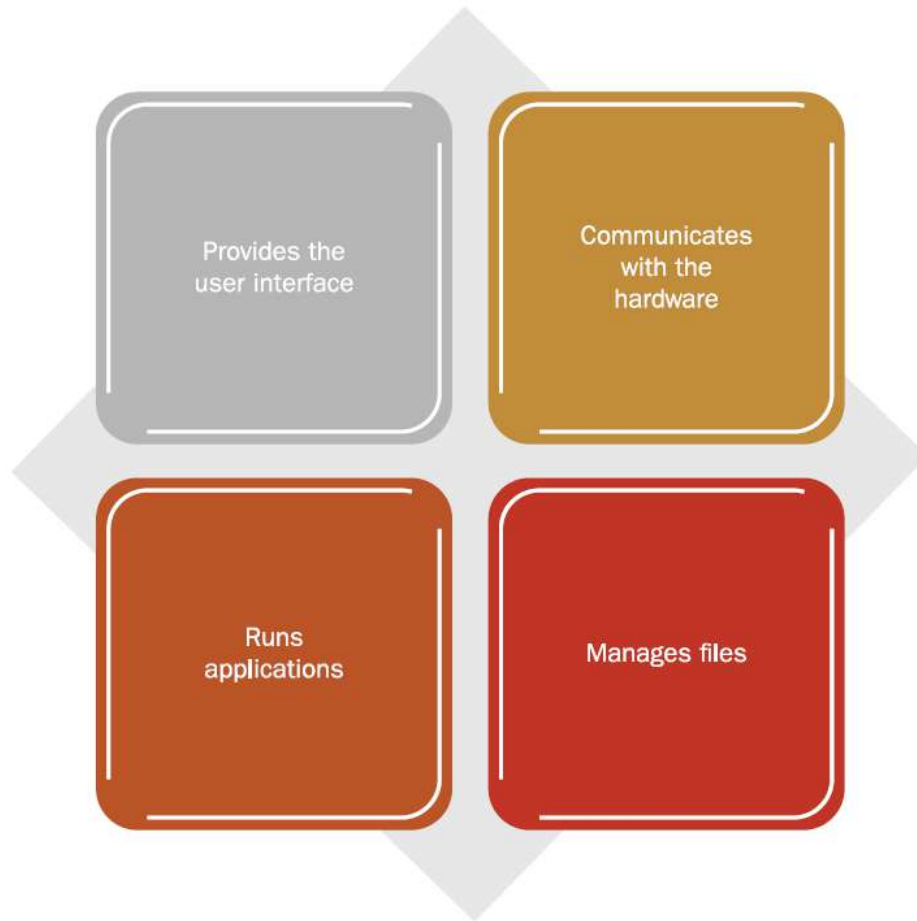 Provides the
user interface
Communicates
with the
hardware
Runs
applications
Manages files